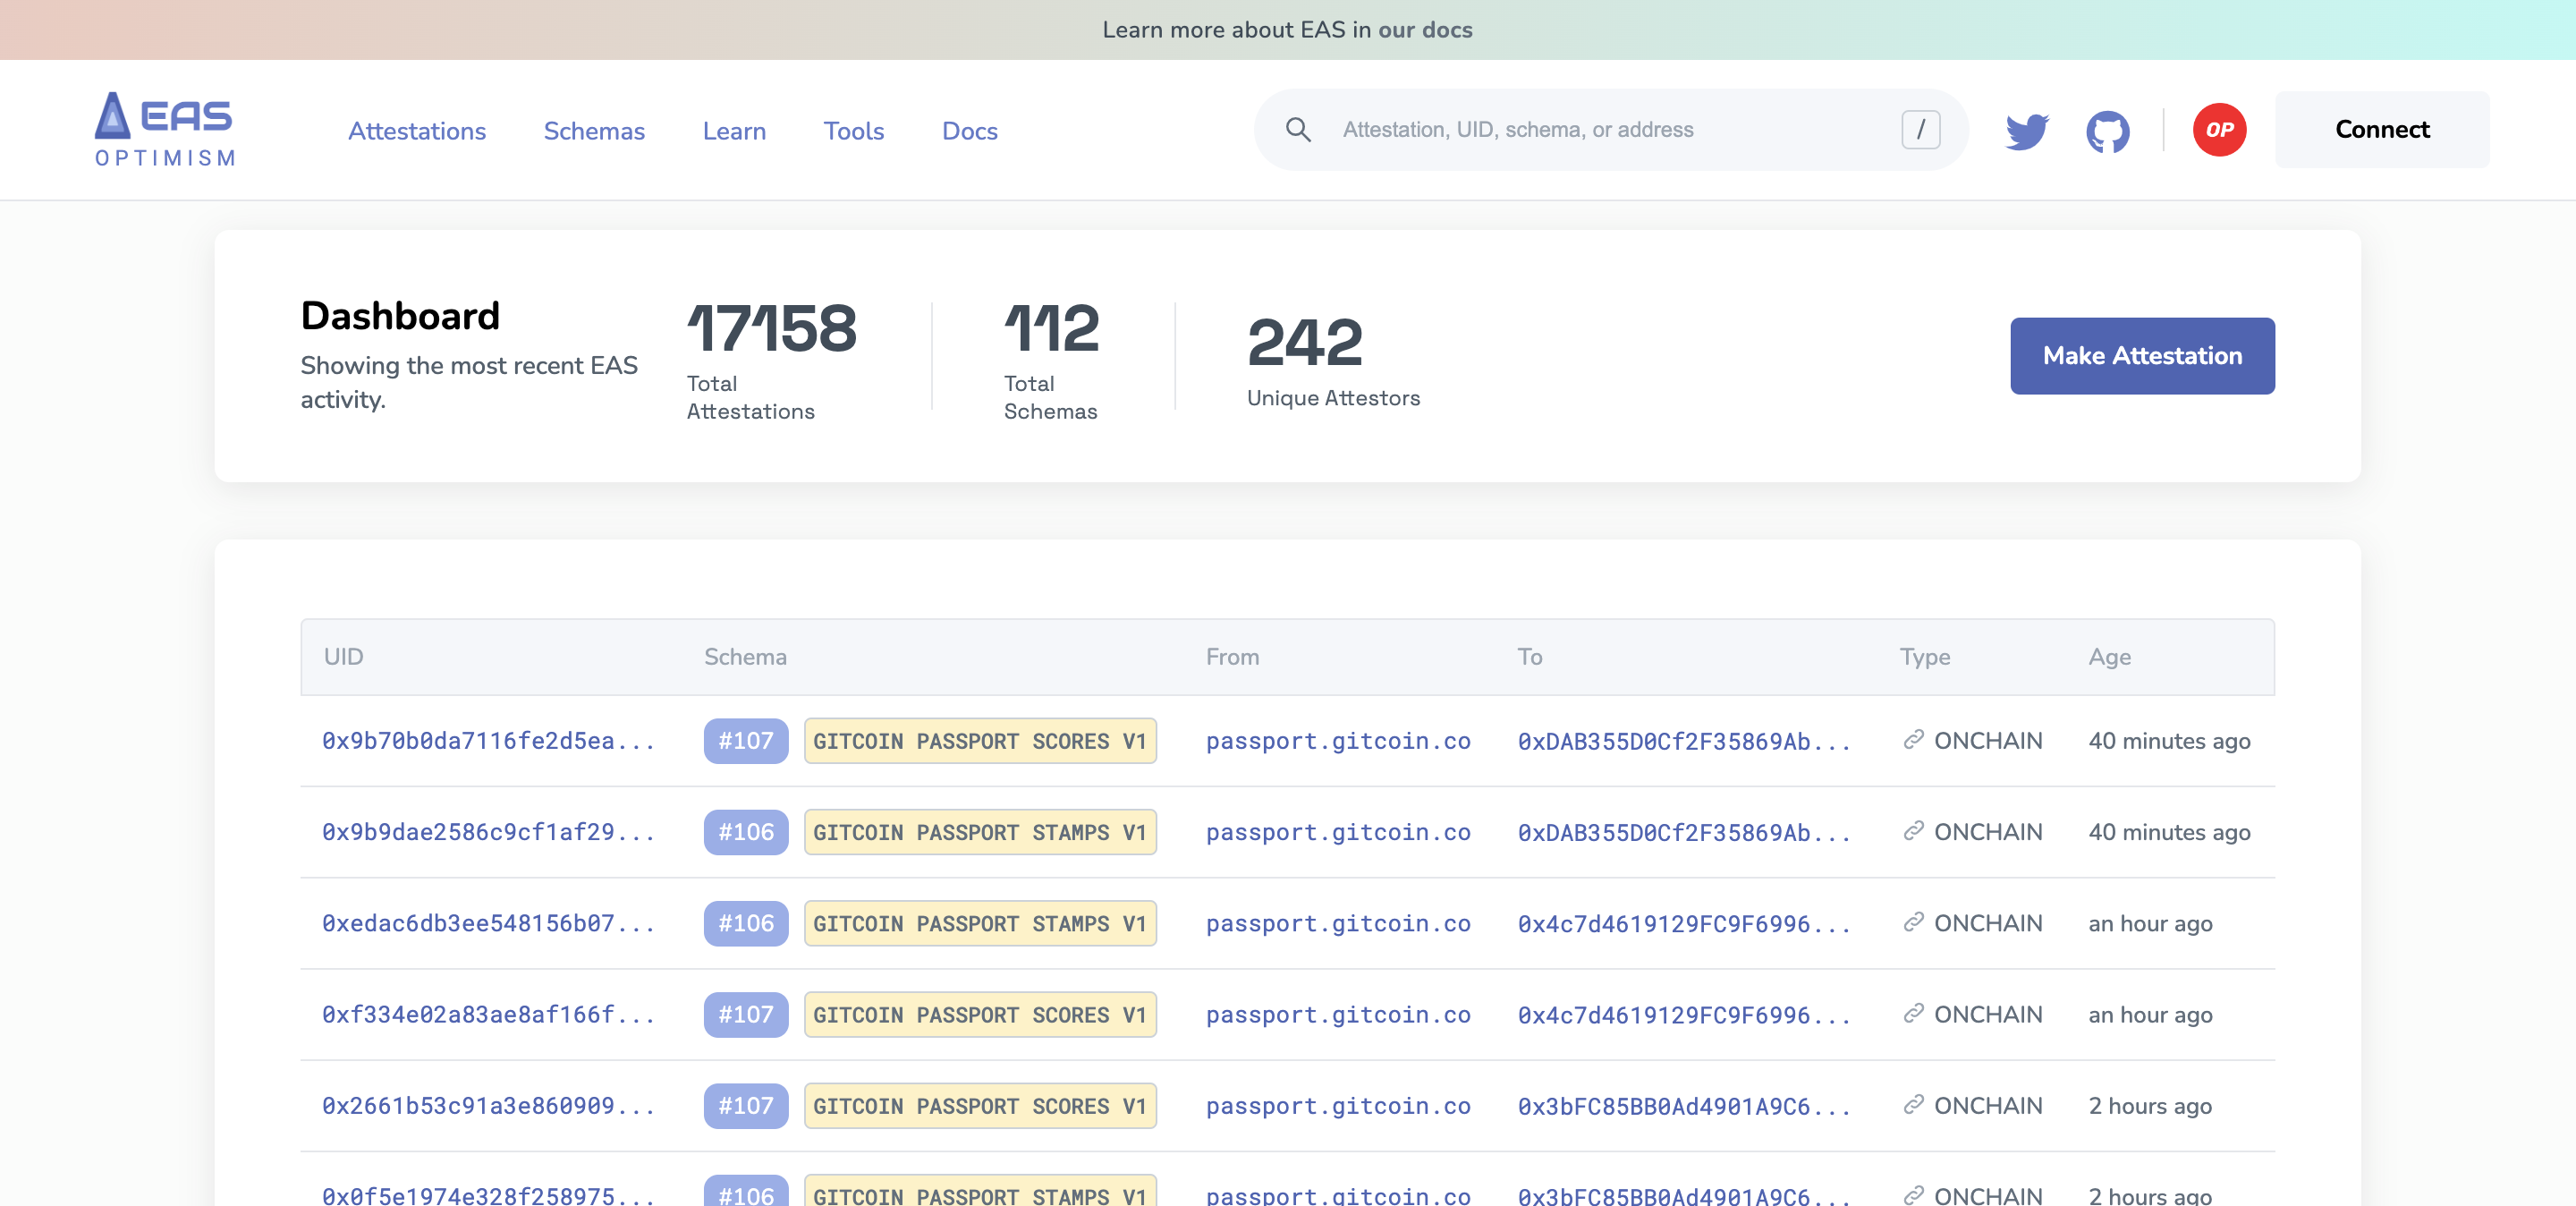 Learn more about EAS in our docs
EAS
OPTIMISM
Attestations Schemas Learn Tools Docs
Attestation, UID, schema, or address /
OP
Connect
Dashboard
Showing the most recent EAS
activity.
17158
Total
Attestations
112
Total
Schemas
242
Unique Attestors
Make Attestation
UID Schema From To Type Age
0x9b70b0da7116fe2d5ea... #107 GITCOIN PASSPORT SCORES V1 passport.gitcoin.co 0xDAB355D0Cf2F35869Ab... ONCHAIN 40 minutes ago
0x9b9dae2586c9cf1af29... #106 GITCOIN PASSPORT STAMPS V1 passport.gitcoin.co 0xDAB355D0Cf2F35869Ab... ONCHAIN 40 minutes ago
0xedac6db3ee548156b07... #106 GITCOIN PASSPORT STAMPS V1 passport.gitcoin.co 0x4c7d4619129FC9F6996... ONCHAIN an hour ago
0xf334e02a83ae8af166f... #107 GITCOIN PASSPORT SCORES V1 passport.gitcoin.co 0x4c7d4619129FC9F6996... ONCHAIN an hour ago
0x2661b53c91a3e860909... #107 GITCOIN PASSPORT SCORES V1 passport.gitcoin.co 0x3bFC85BB0Ad4901A9C6... ONCHAIN 2 hours ago
0x0f5e1974e328f258975... #106 GITCOIN PASSPORT STAMPS V1 passport.gitcoin.co 0x3bFC85BB0Ad4901A9C6... ONCHAIN 2 hours ago